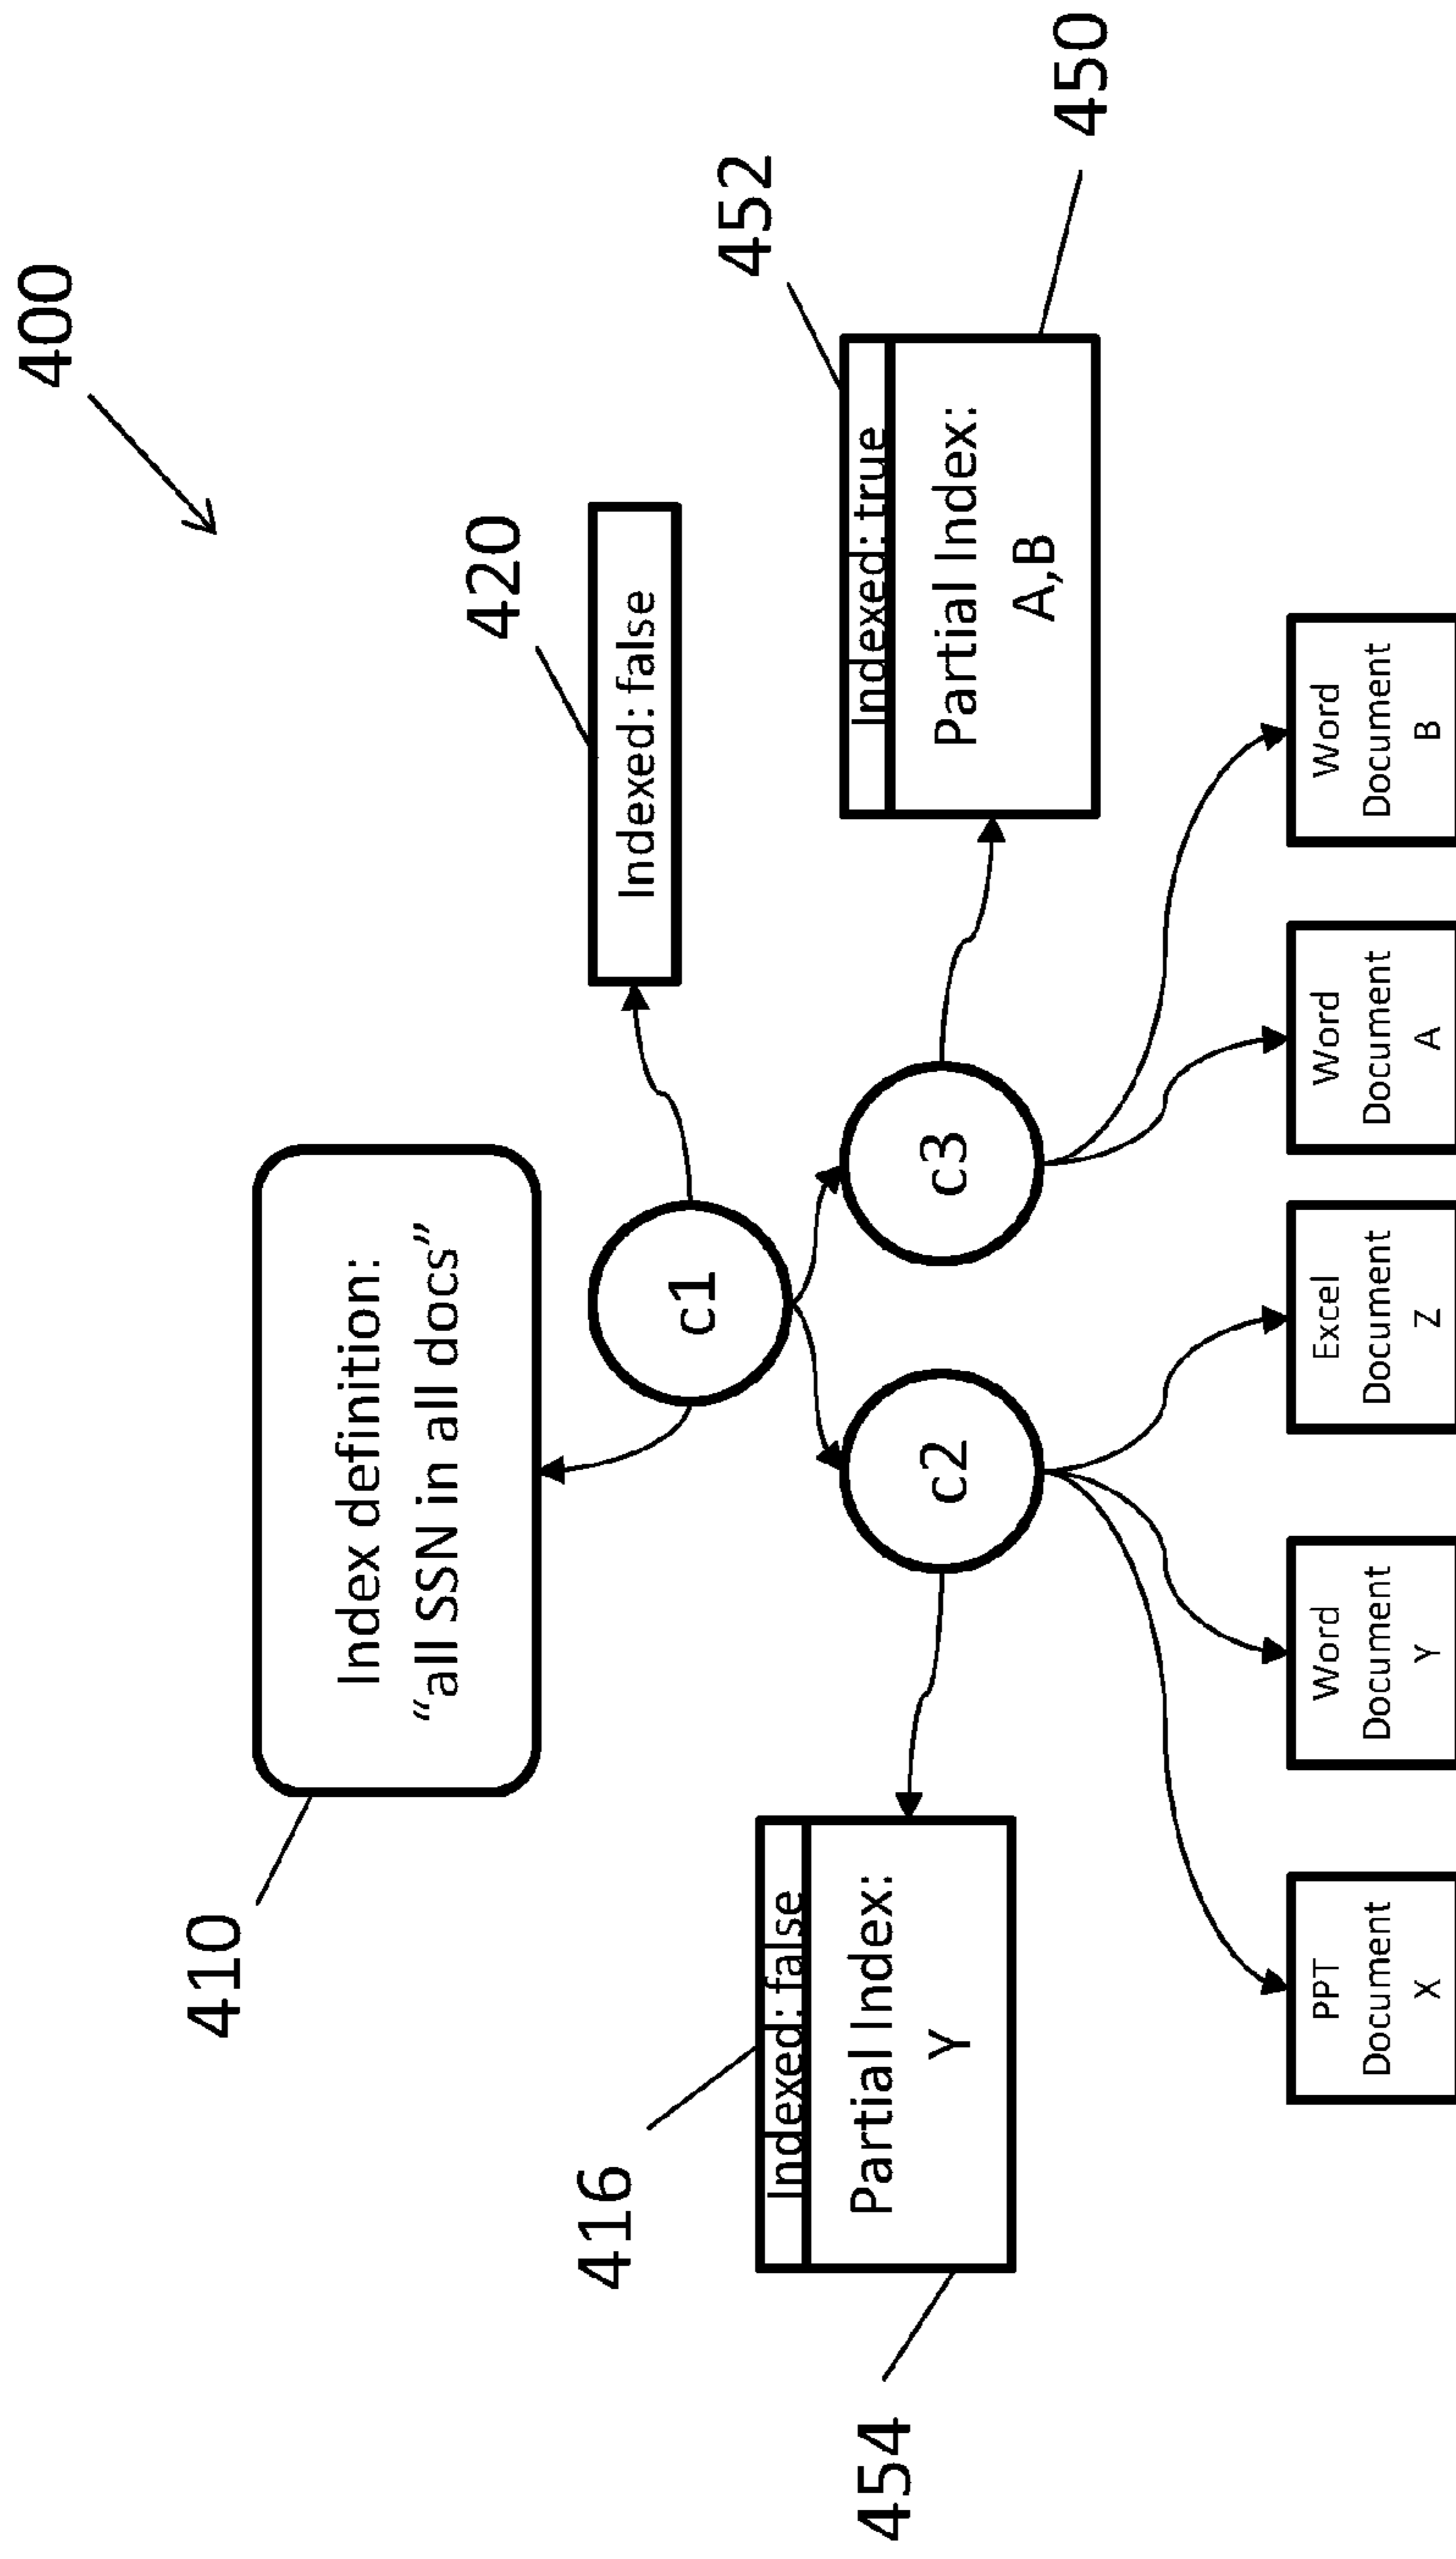 400
410
Index definition:
“all SSN in all docs”
420
Indexed: false
c1
416
Indexed: false
Partial Index:
Y
454
452
Indexed: true
Partial Index:
A,B
450
c2
c3
PPT
Document
X
Word
Document
Y
Excel
Document
Z
Word
Document
A
Word
Document
B